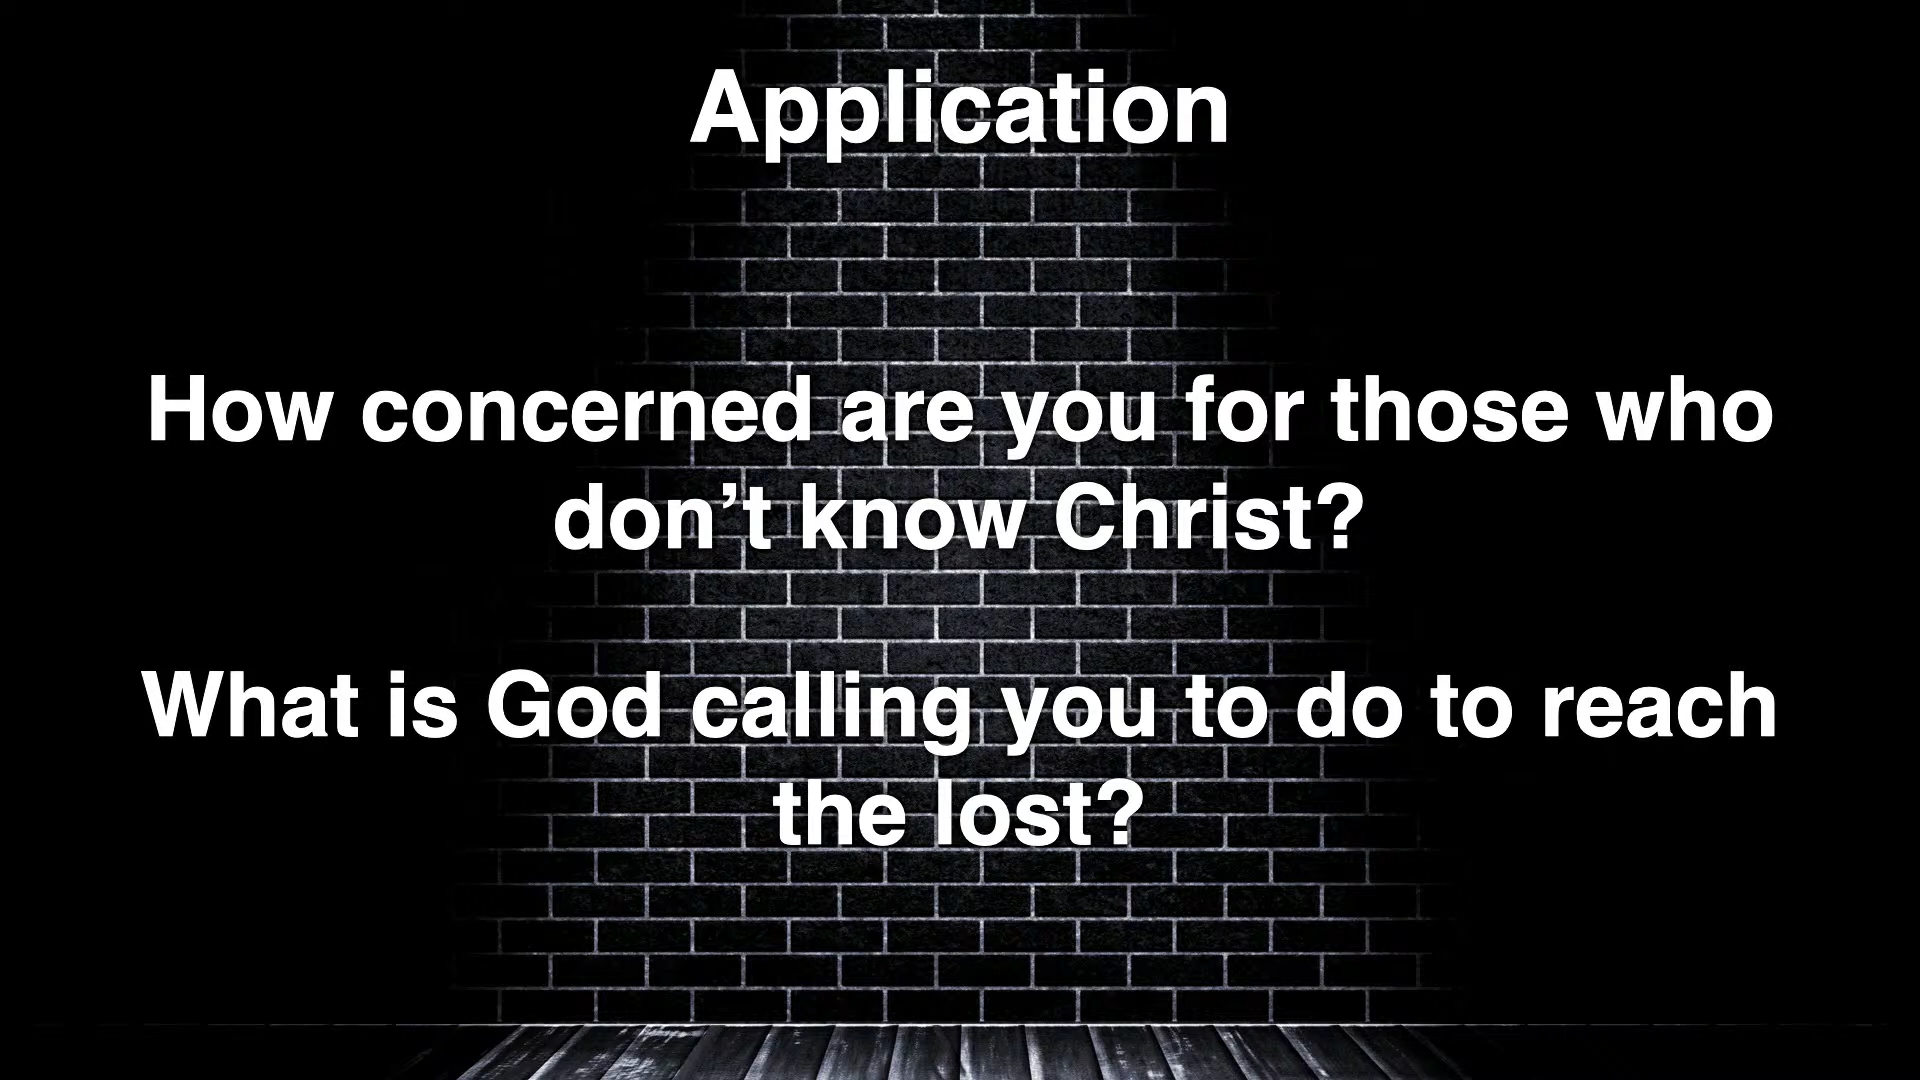 Application
How concerned are you for those who
don’t know Christ?
What is God calling you to do to reach
the lost?